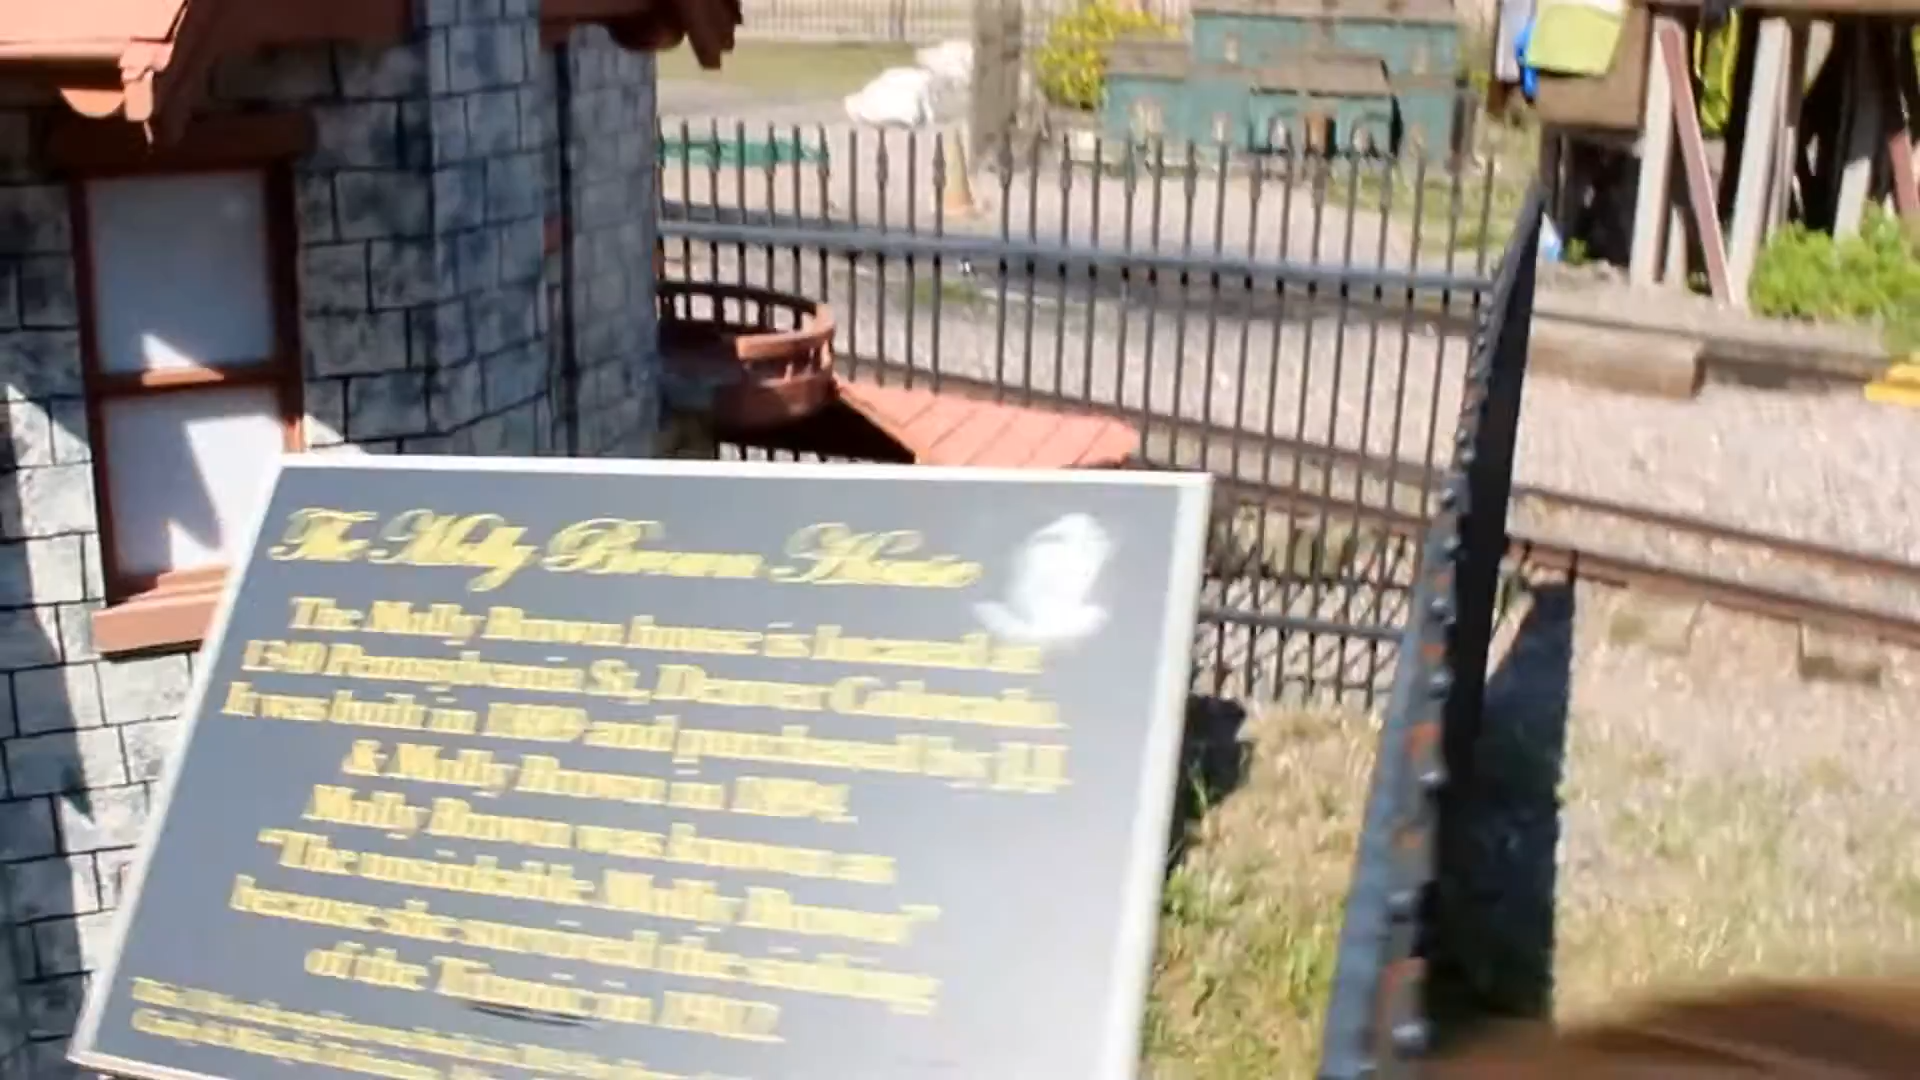 The Molly Brown House
The Molly Brown house is located at
1340 Pennsylvania St., Denver Colorado.
It was built in 1889 and purchased by J.J.
& Molly Brown in 1894.
Molly Brown was known as
"The unsinkable Molly Brown"
because she survived the sinking
of the Titanic in 1912.